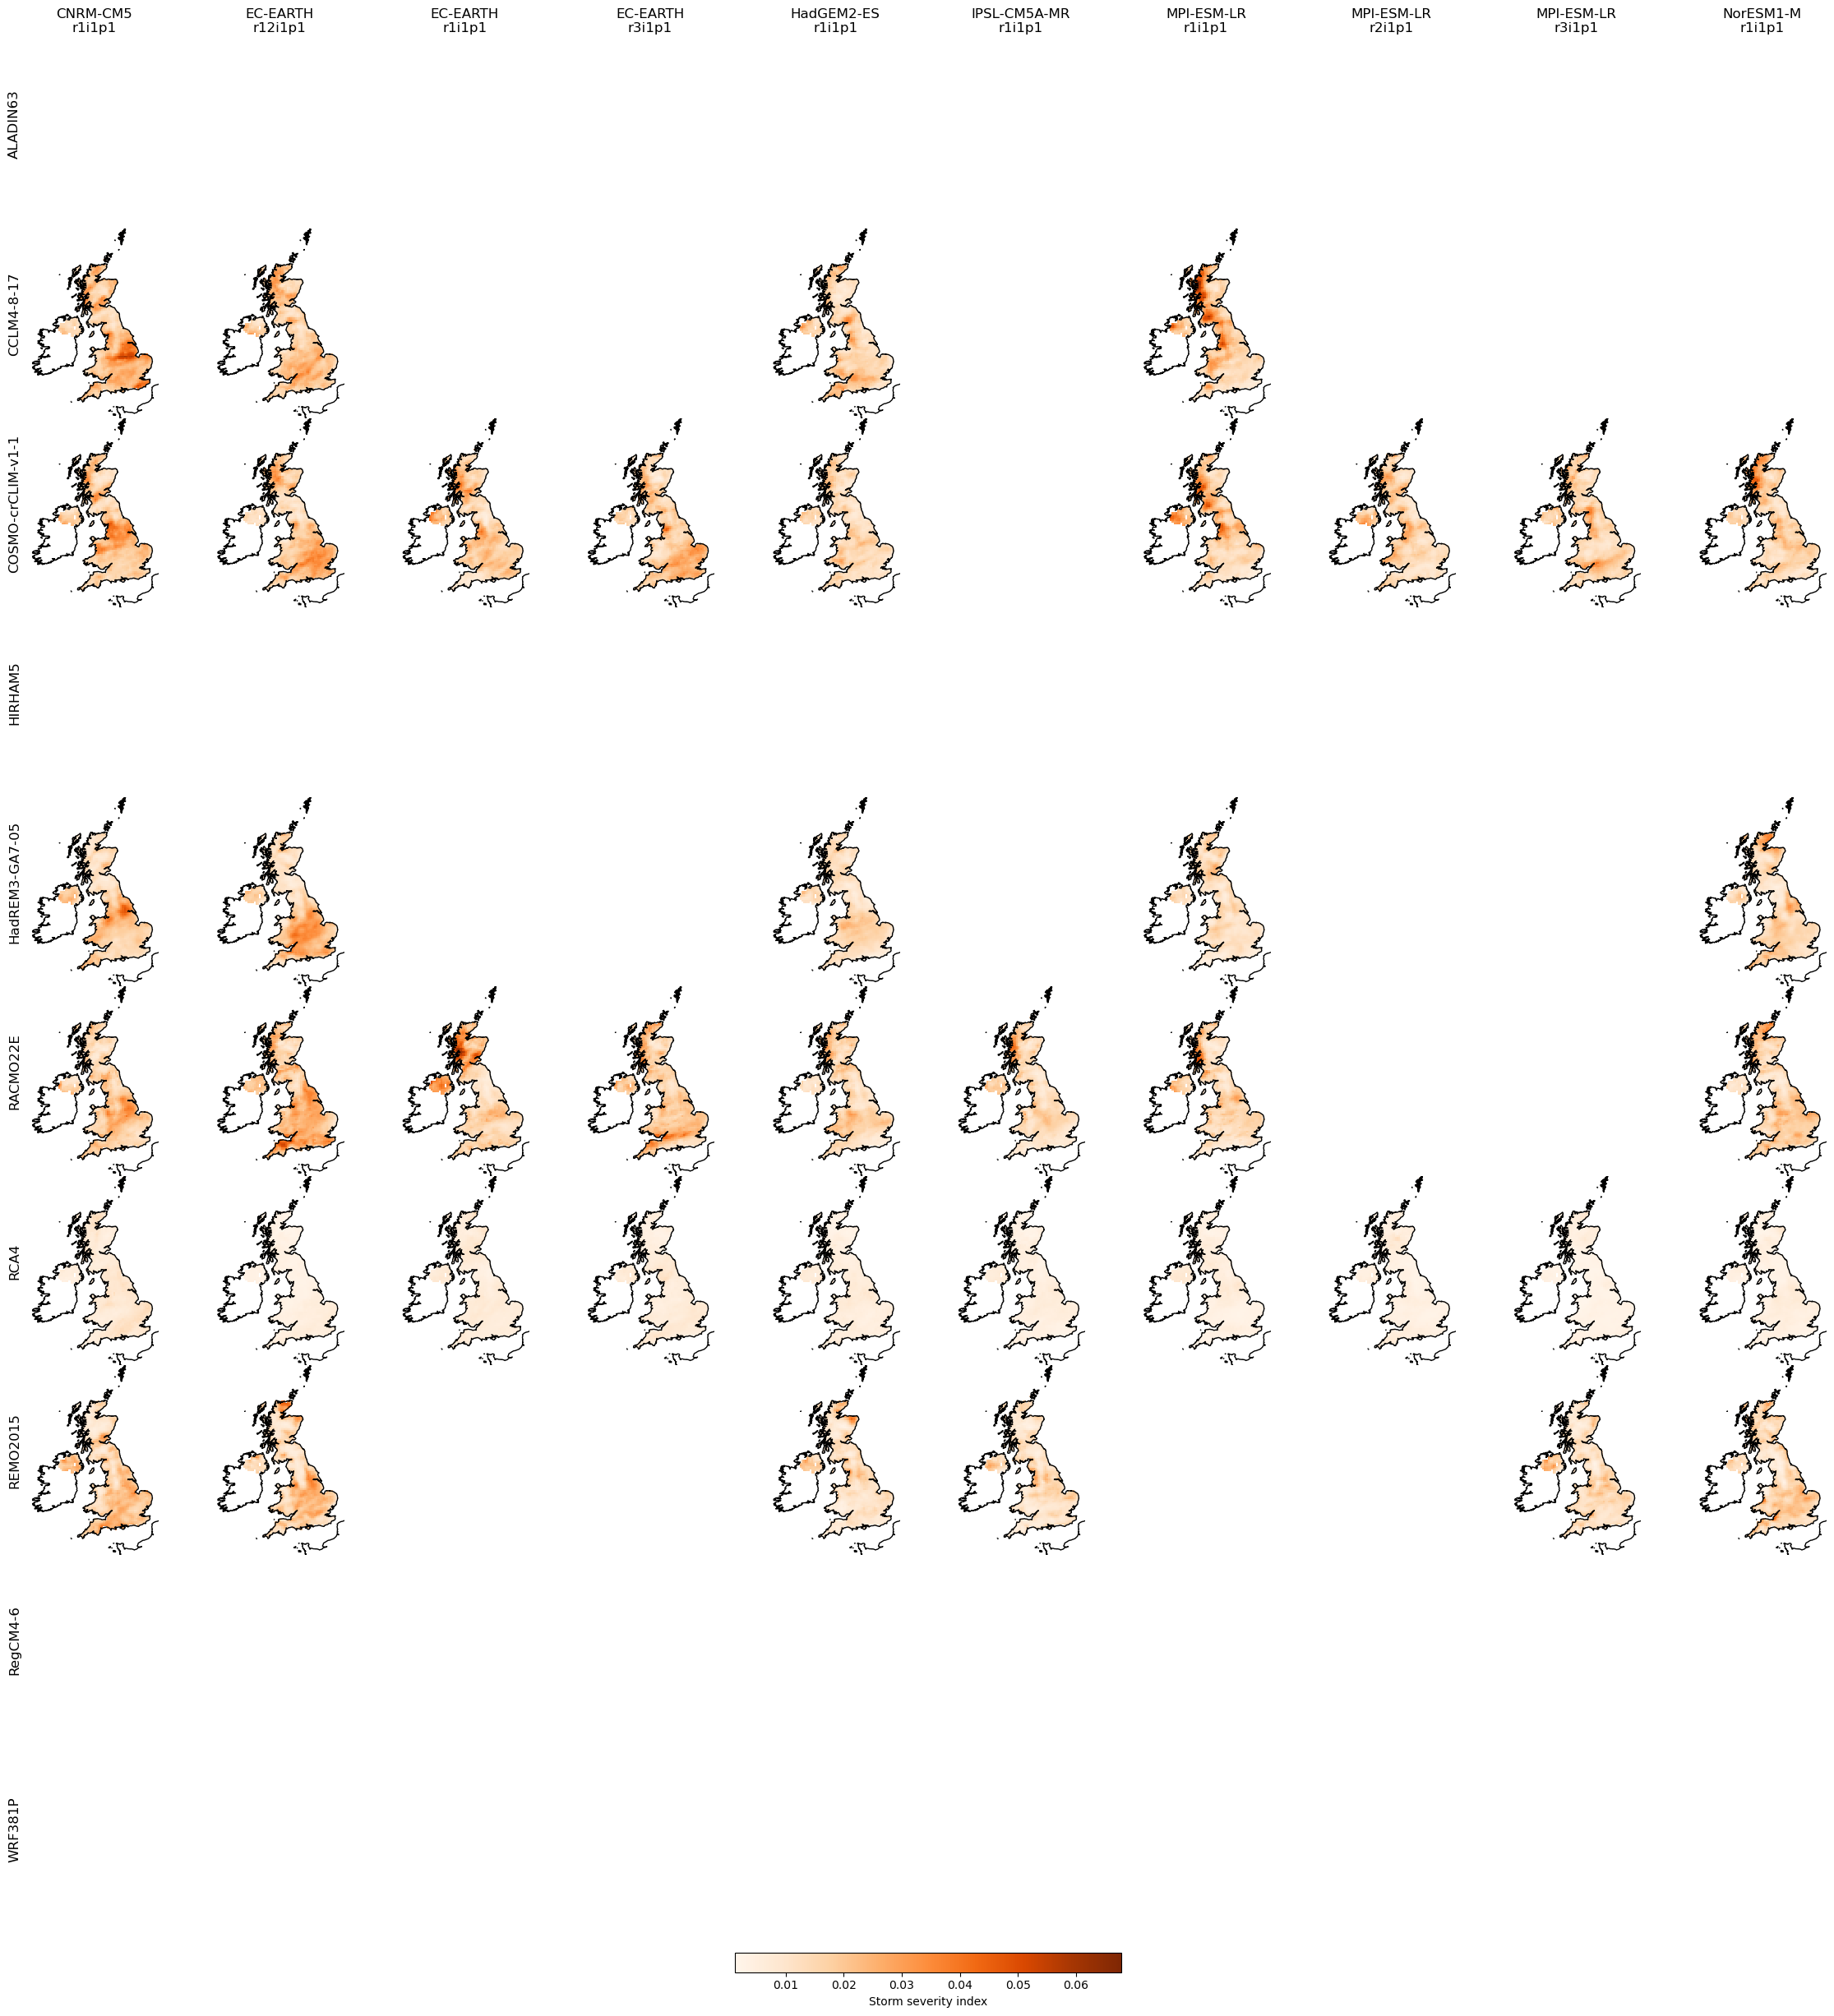 CNRM-CM5 EC-EARTH EC-EARTH EC-EARTH HadGEM2-ES IPSL-CM5A-MR MPI-ESM-LR MPI-ESM-LR MPI-ESM-LR NorESM1-M
r1i1p1 r12i1p1 r1i1p1 r3i1p1 r1i1p1 r1i1p1 r1i1p1 r2i1p1 r3i1p1 r1i1p1
ALADIN63
CCLM4-8-17
COSMO-crCLIM-v1-1
HIRHAM5
HadREM3-GA7-05
RACMO22E
RCA4
REMO2015
RegCM4-6
WRF381P
0.01 0.02 0.03 0.04 0.05 0.06
Storm severity index